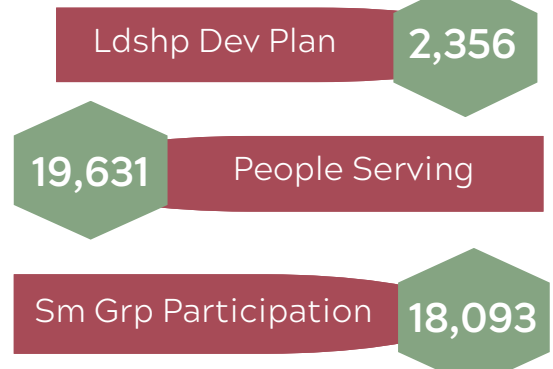 Ldshp Dev Plan 2,356
19,631 People Serving
Sm Grp Participation 18,093